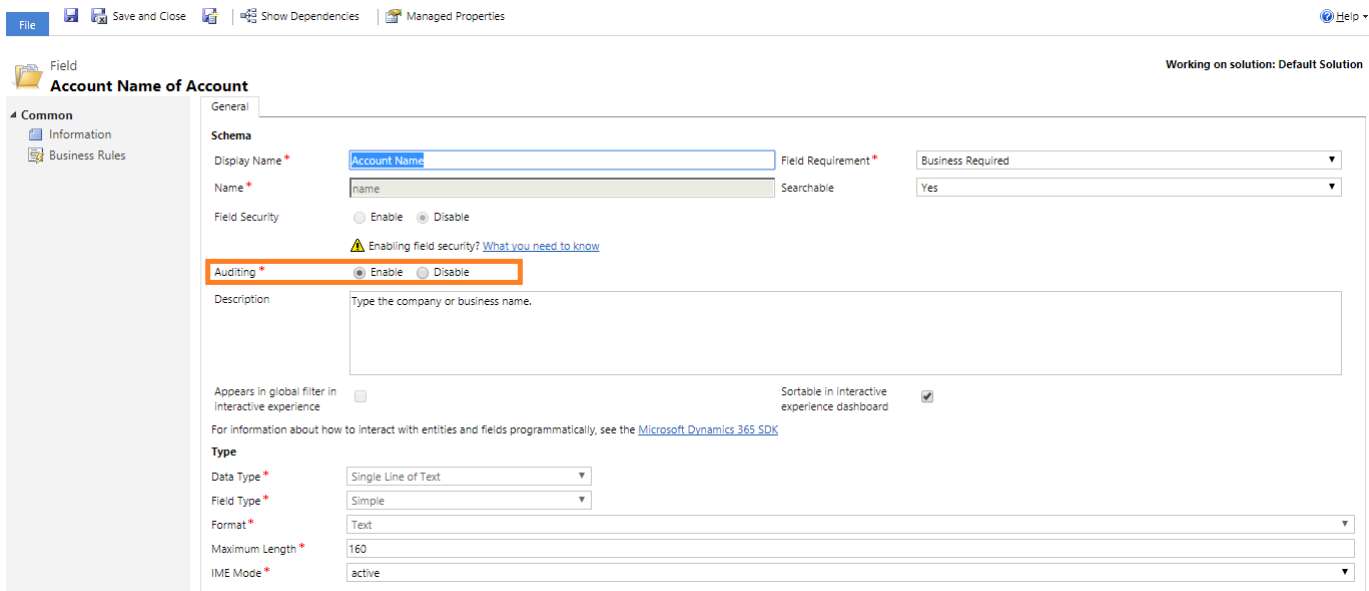 File Save and Close Show Dependencies Managed Properties Help
Field
Working on solution: Default Solution
Account Name of Account
Common
Information
Business Rules
General
Schema
Display Name * Account Name Field Requirement * Business Required
Name * name Searchable Yes
Field Security Enable Disable
Enabling field security? What you need to know
Auditing * Enable Disable
Description Type the company or business name.
Appears in global filter in
interactive experience
Sortable in interactive
experience dashboard
For information about how to interact with entities and fields programmatically, see the Microsoft Dynamics 365 SDK
Type
Data Type * Single Line of Text
Field Type * Simple
Format * Text
Maximum Length * 160
IME Mode * active